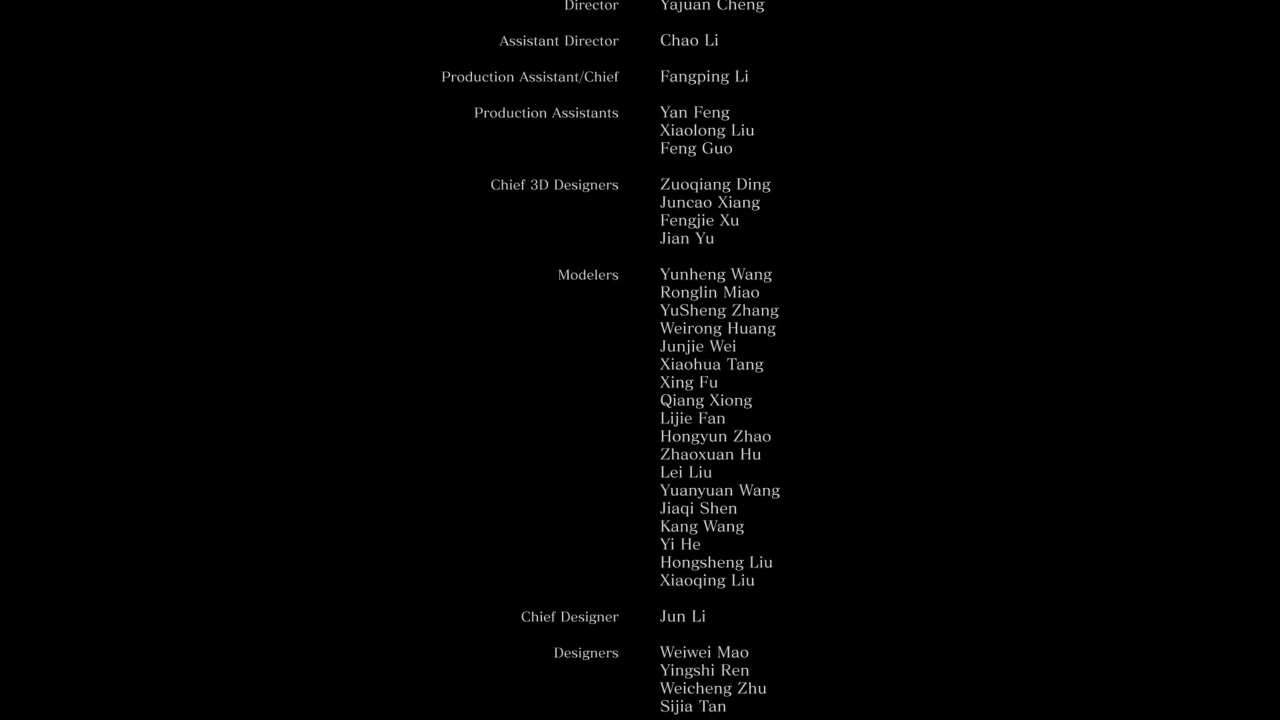 Director Yajuan Cheng
Assistant Director Chao Li
Production Assistant/Chief Fangping Li
Production Assistants Yan Feng
Xiaolong Liu
Feng Guo
Chief 3D Designers Zuoqiang Ding
Juncao Xiang
Fengjie Xu
Jian Yu
Modelers Yunheng Wang
Ronglin Miao
YuSheng Zhang
Weirong Huang
Junjie Wei
Xiaohua Tang
Xing Fu
Qiang Xiong
Lijie Fan
Hongyun Zhao
Zhaoxuan Hu
Lei Liu
Yuanyuan Wang
Jiaqi Shen
Kang Wang
Yi He
Hongsheng Liu
Xiaoqing Liu
Chief Designer Jun Li
Designers Weiwei Mao
Yingshi Ren
Weicheng Zhu
Sijia Tan